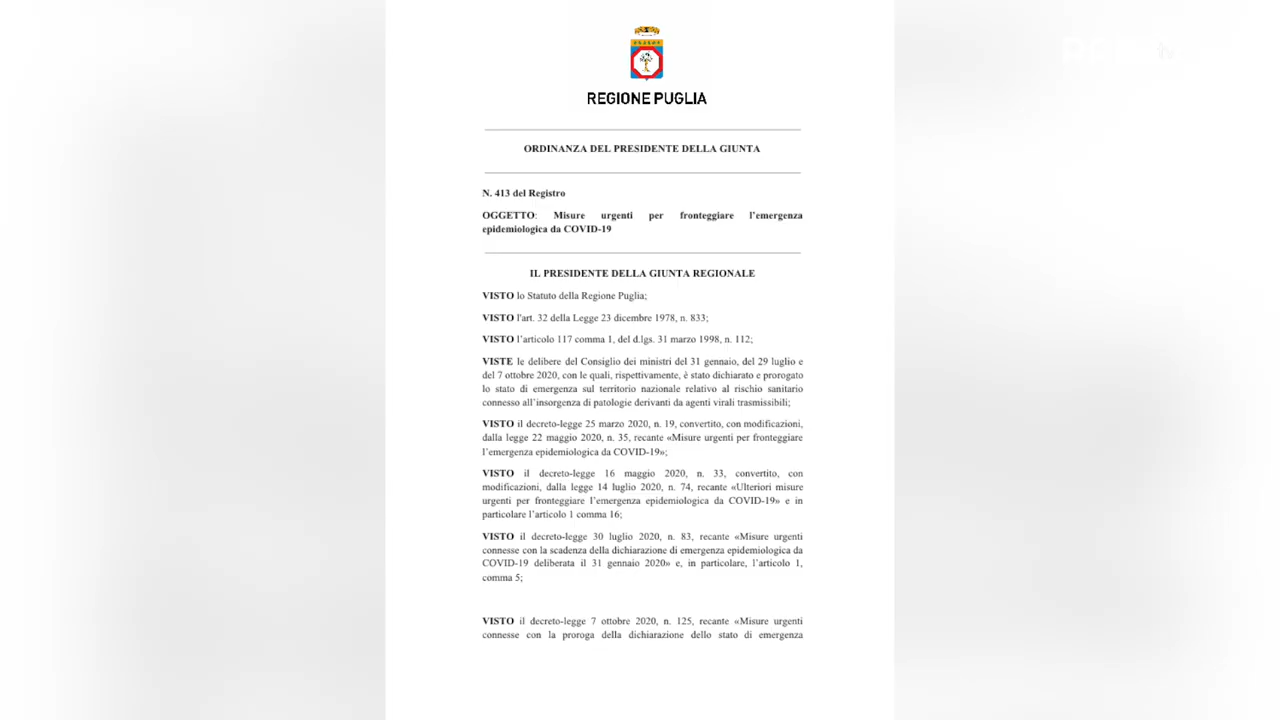 REGIONE PUGLIA
ORDINANZA DEL PRESIDENTE DELLA GIUNTA
N. 413 del Registro
OGGETTO: Misure urgenti per fronteggiare l’emergenza
epidemiologica da COVID-19
IL PRESIDENTE DELLA GIUNTA REGIONALE
VISTO lo Statuto della Regione Puglia;
VISTO l'art. 32 della Legge 23 dicembre 1978, n. 833;
VISTO l’articolo 117 comma 1, del d.lgs. 31 marzo 1998, n. 112;
VISTE le delibere del Consiglio dei ministri del 31 gennaio, del 29 luglio e
del 7 ottobre 2020, con le quali, rispettivamente, è stato dichiarato e prorogato
lo stato di emergenza sul territorio nazionale relativo al rischio sanitario
connesso all’insorgenza di patologie derivanti da agenti virali trasmissibili;
VISTO il decreto-legge 25 marzo 2020, n. 19, convertito, con modificazioni,
dalla legge 22 maggio 2020, n. 35, recante «Misure urgenti per fronteggiare
l’emergenza epidemiologica da COVID-19»;
VISTO il decreto-legge 16 maggio 2020, n. 33, convertito, con
modificazioni, dalla legge 14 luglio 2020, n. 74, recante «Ulteriori misure
urgenti per fronteggiare l’emergenza epidemiologica da COVID-19» e in
particolare l’articolo 1 comma 16;
VISTO il decreto-legge 30 luglio 2020, n. 83, recante «Misure urgenti
connesse con la scadenza della dichiarazione di emergenza epidemiologica da
COVID-19 deliberata il 31 gennaio 2020» e, in particolare, l’articolo 1,
comma 5;
VISTO il decreto-legge 7 ottobre 2020, n. 125, recante «Misure urgenti
connesse con la proroga della dichiarazione dello stato di emergenza